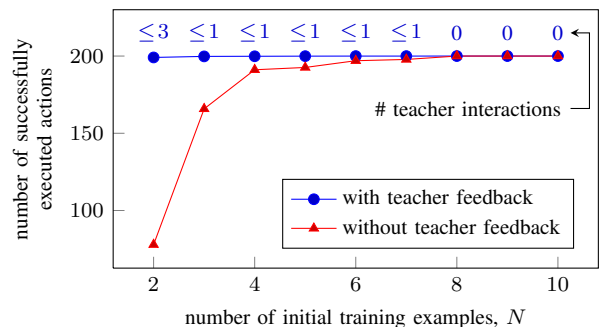 ≤3 ≤1 ≤1 ≤1 ≤1 ≤1 0 0 0
200
150
100
# teacher interactions
number of successfully
executed actions
with teacher feedback
without teacher feedback
2 4 6 8 10
number of initial training examples, N